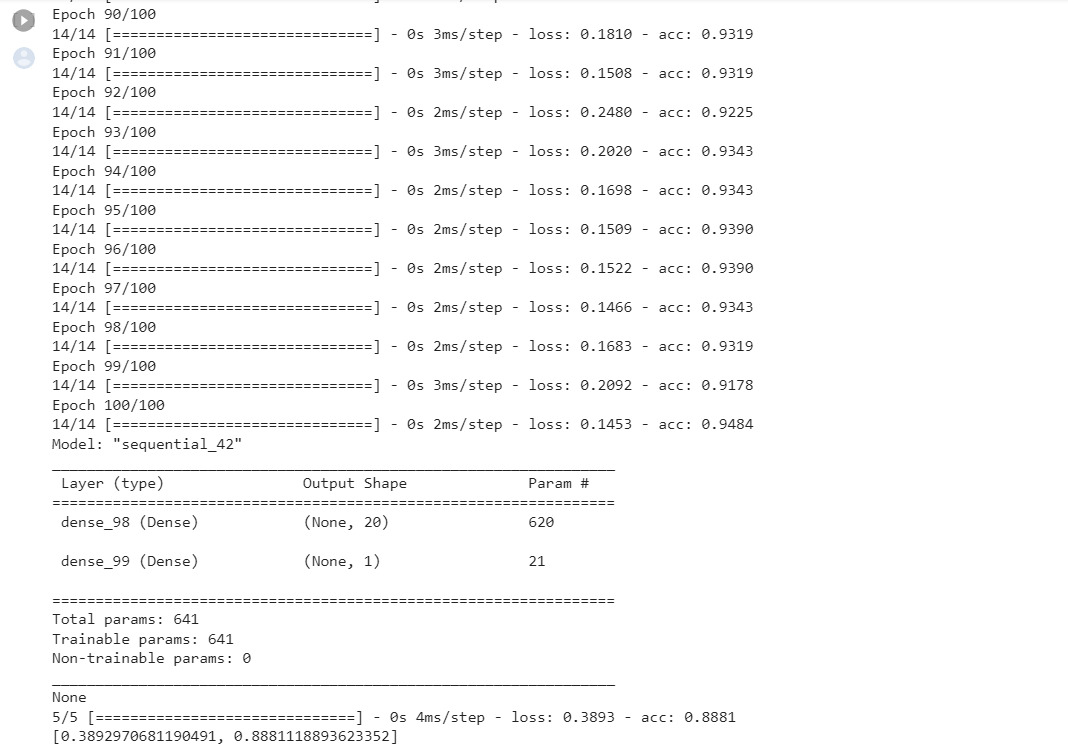 Epoch 90/100
14/14 [==============================] - 0s 3ms/step - loss: 0.1810 - acc: 0.9319
Epoch 91/100
14/14 [==============================] - 0s 3ms/step - loss: 0.1508 - acc: 0.9319
Epoch 92/100
14/14 [==============================] - 0s 2ms/step - loss: 0.2480 - acc: 0.9225
Epoch 93/100
14/14 [==============================] - 0s 3ms/step - loss: 0.2020 - acc: 0.9343
Epoch 94/100
14/14 [==============================] - 0s 2ms/step - loss: 0.1698 - acc: 0.9343
Epoch 95/100
14/14 [==============================] - 0s 2ms/step - loss: 0.1509 - acc: 0.9390
Epoch 96/100
14/14 [==============================] - 0s 2ms/step - loss: 0.1522 - acc: 0.9390
Epoch 97/100
14/14 [==============================] - 0s 2ms/step - loss: 0.1466 - acc: 0.9343
Epoch 98/100
14/14 [==============================] - 0s 2ms/step - loss: 0.1683 - acc: 0.9319
Epoch 99/100
14/14 [==============================] - 0s 3ms/step - loss: 0.2092 - acc: 0.9178
Epoch 100/100
14/14 [==============================] - 0s 2ms/step - loss: 0.1453 - acc: 0.9484
Model: "sequential_42"
_________________________________________________________________
 Layer (type)                Output Shape              Param #
=================================================================
 dense_98 (Dense)            (None, 20)                620
 dense_99 (Dense)            (None, 1)                 21
=================================================================
Total params: 641
Trainable params: 641
Non-trainable params: 0
_________________________________________________________________
None
5/5 [==============================] - 0s 4ms/step - loss: 0.3893 - acc: 0.8881
[0.3892970681190491, 0.8881118893623352]